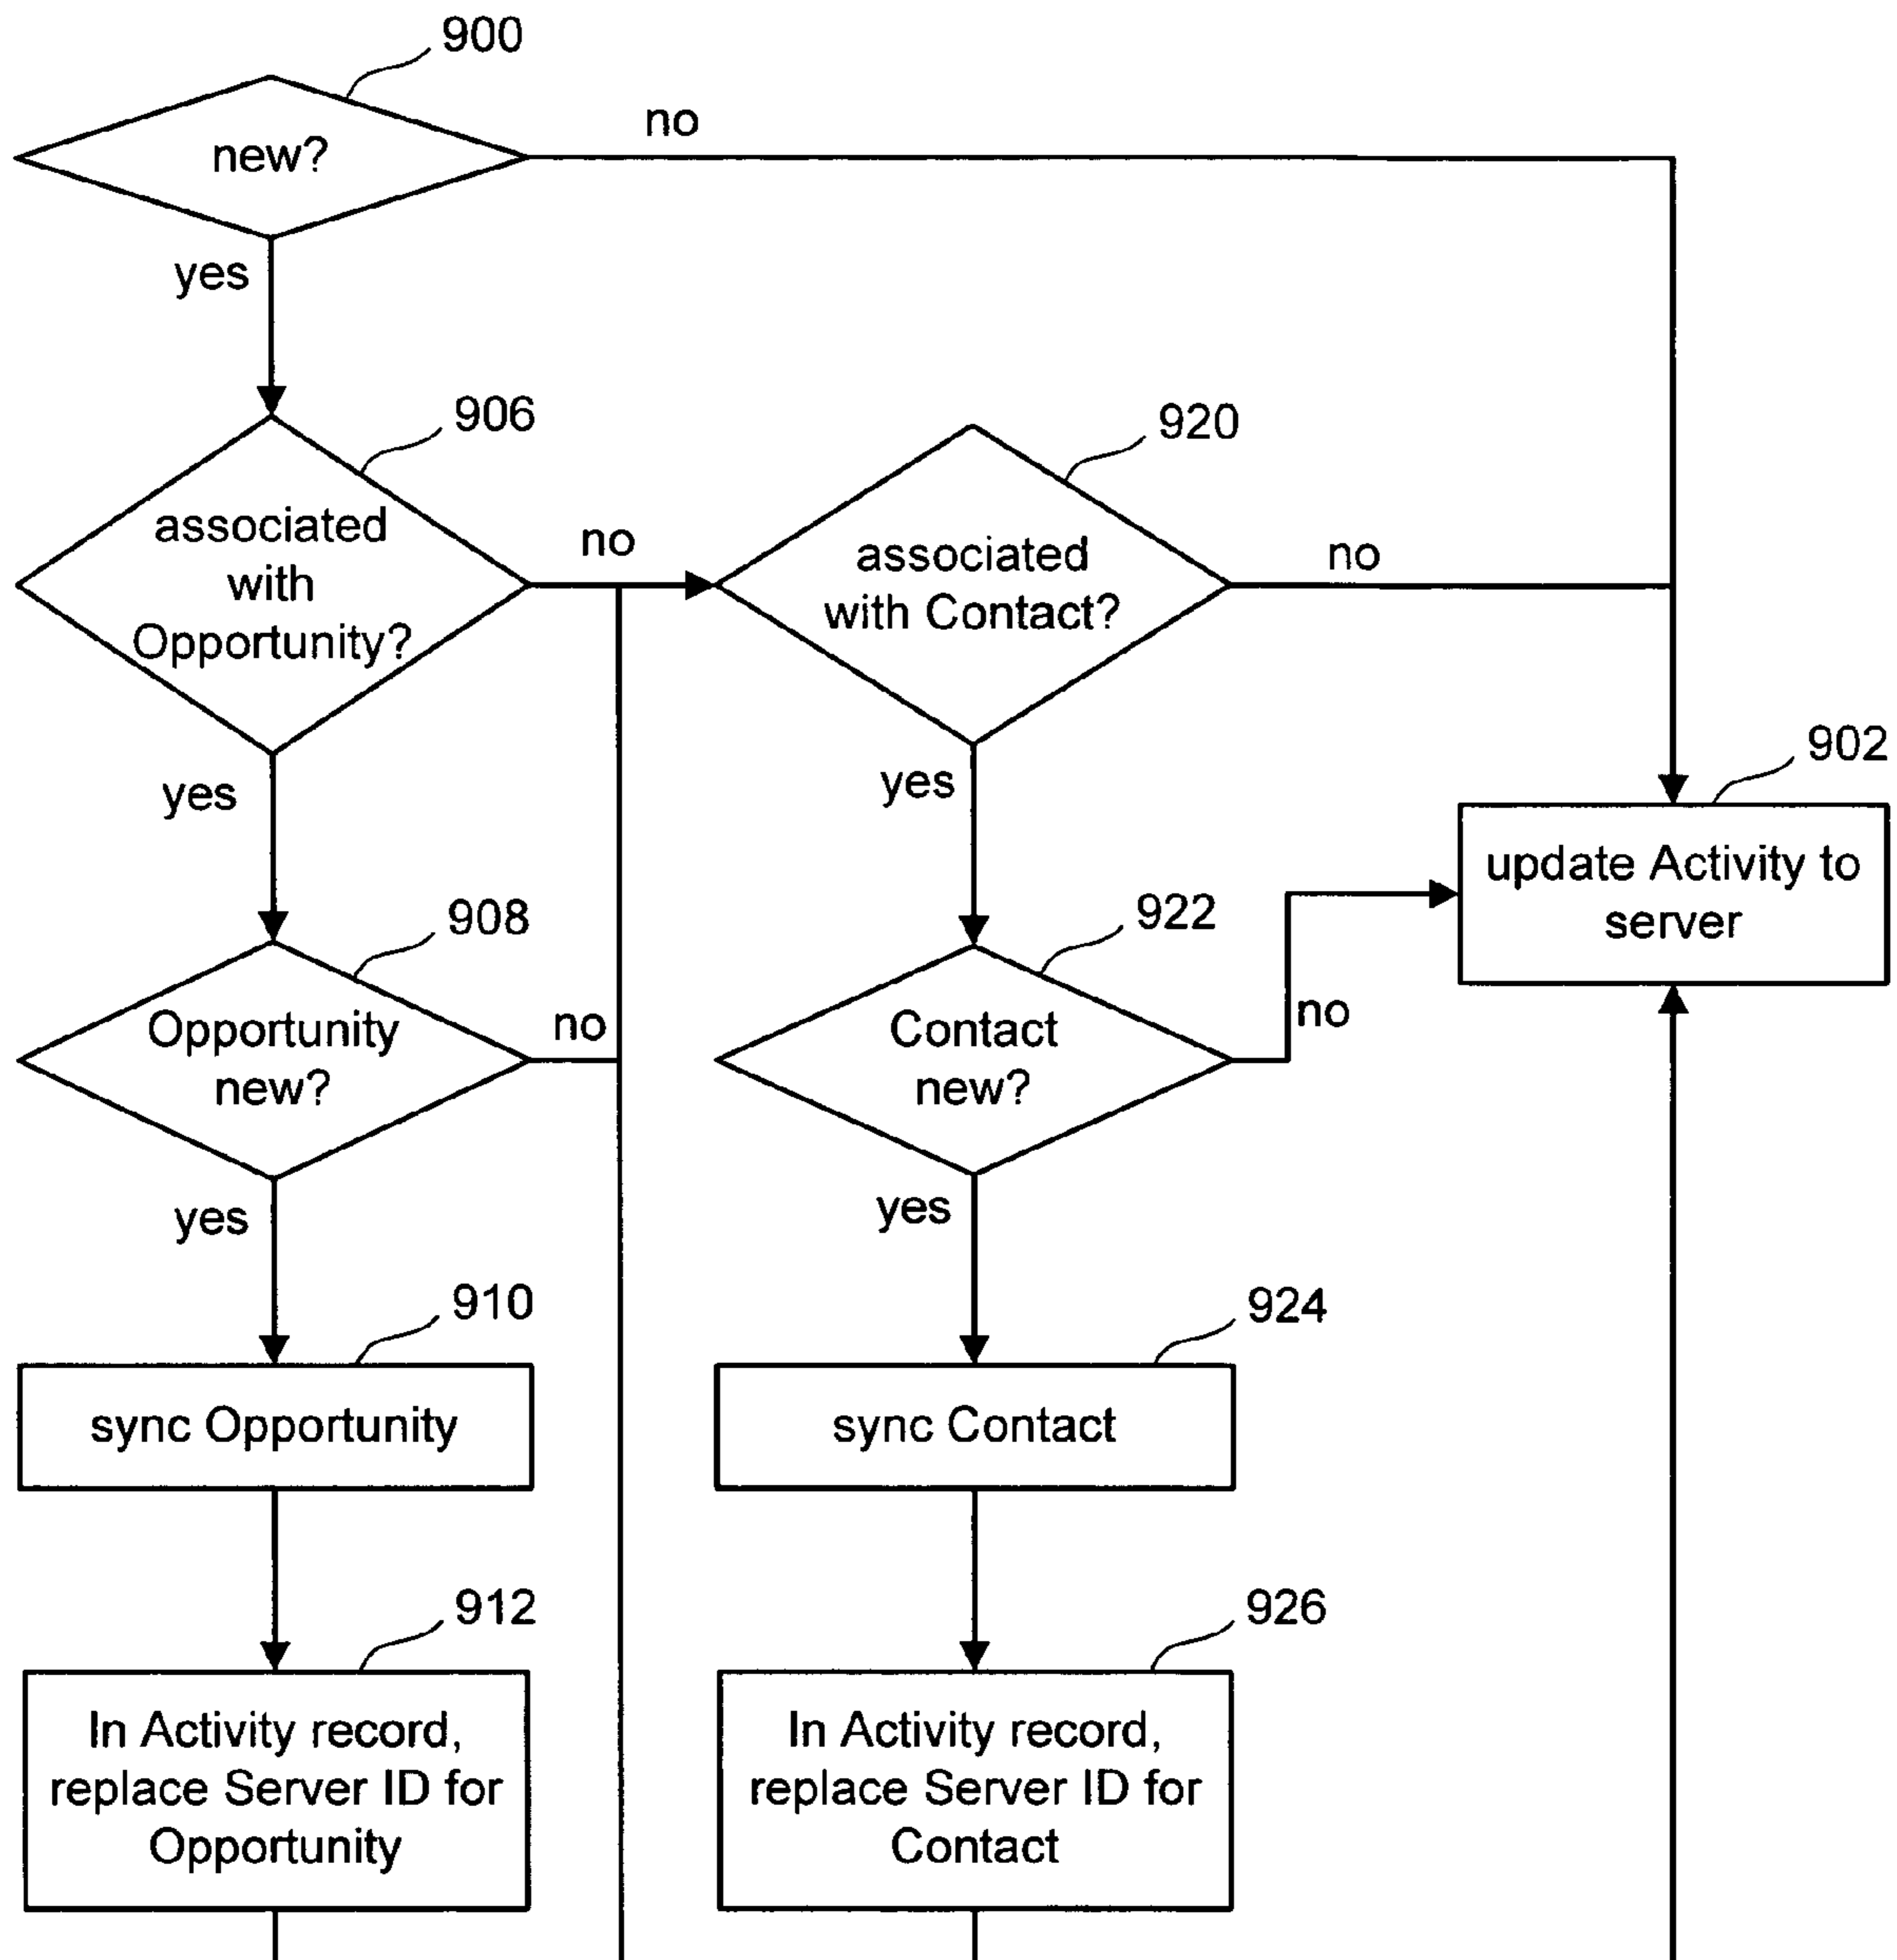 900
new?
no
yes
906
associated
with
Opportunity?
no
920
associated
with Contact?
no
yes
yes
902
update Activity to
server
908
Opportunity
new?
no
922
Contact
new?
no
yes
yes
910
sync Opportunity
924
sync Contact
912
In Activity record,
replace Server ID for
Opportunity
926
In Activity record,
replace Server ID for
Contact